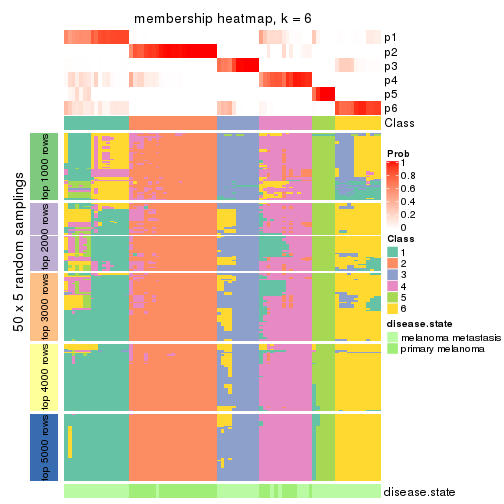 membership heatmap, k = 6
p1
p2
p3
p4
p5
p6
Class
50 x 5 random samplings
top 1000 rows
top 2000 rows
top 3000 rows
top 4000 rows
top 5000 rows
Prob
1
0.8
0.6
0.4
0.2
0
Class
1
2
3
4
5
6
disease.state
melanoma metastasis
primary melanoma
disease.state